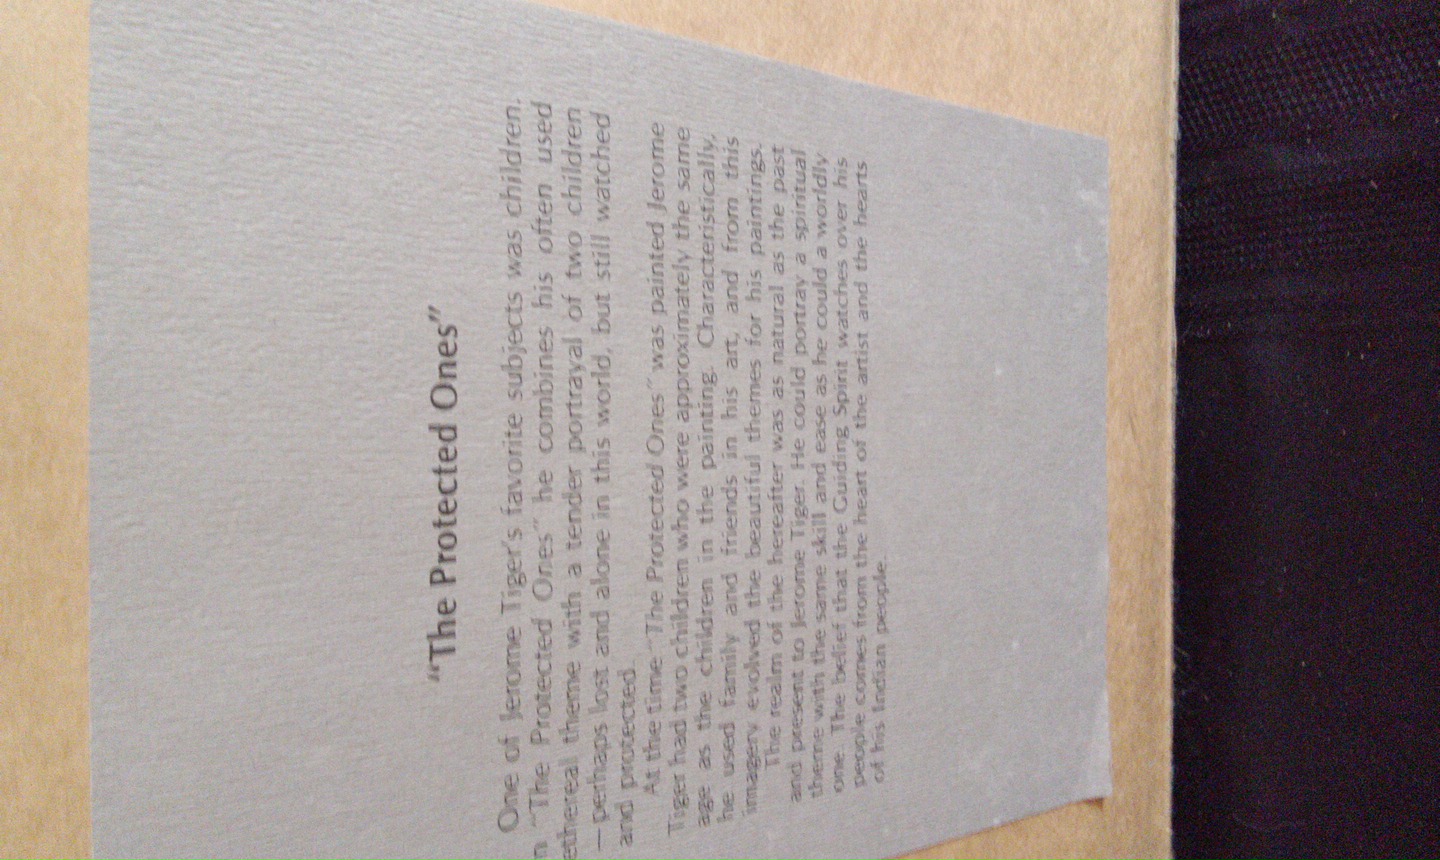 "The Protected Ones"
One of Jerome Tiger's favorite subjects was children.
n "The Protected Ones" he combines his often used
ethereal theme with a tender portrayal of two children
—perhaps lost and alone in this world, but still watched
and protected.
At the time "The Protected Ones" was painted Jerome
Tiger had two children who were approximately the same
age as the children in the painting. Characteristically,
he used family and friends in his art, and from this
imagery evolved the beautiful themes for his paintings.
The realm of the hereafter was as natural as the past
and present to Jerome Tiger. He could portray a spiritual
theme with the same skill and ease as he could a worldly
one. The belief that the Guiding Spirit watches over his
people comes from the heart of the artist and the hearts
of his Indian people.